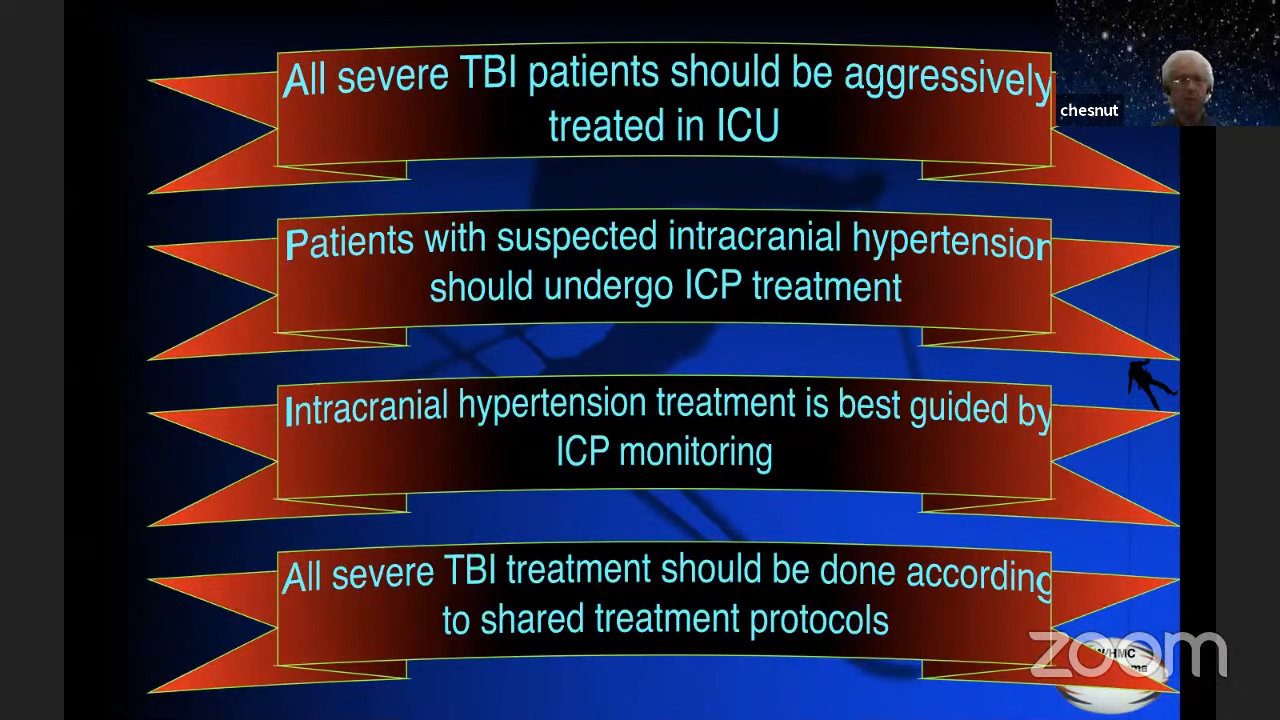 All severe TBI patients should be aggressively
treated in ICU
chesnut
Patients with suspected intracranial hypertension
should undergo ICP treatment
Intracranial hypertension treatment is best guided by
ICP monitoring
All severe TBI treatment should be done according
to shared treatment protocols
zoom
/HMC